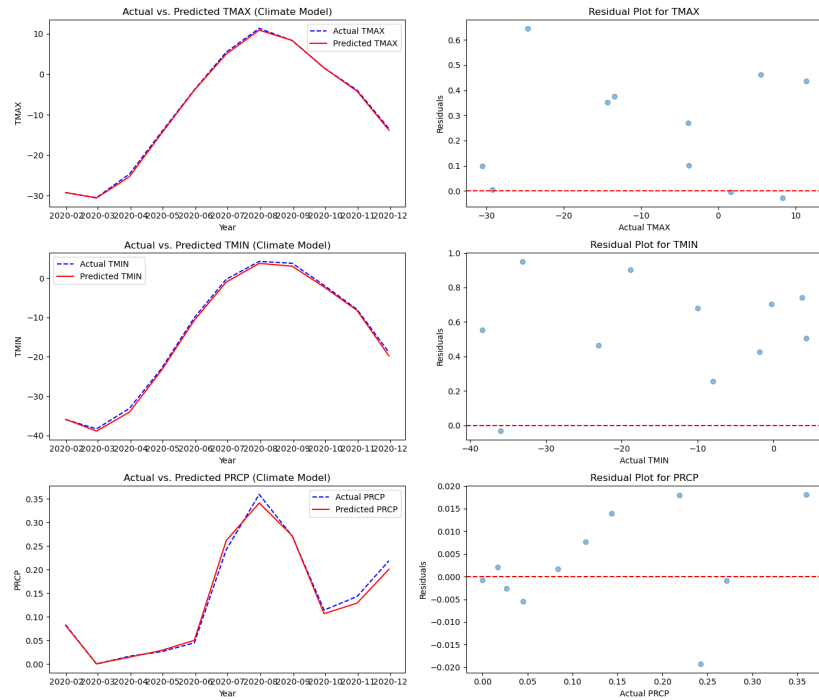 Actual vs. Predicted TMAX (Climate Model)
10
0
−10
−20
−30
TMAX
Actual TMAX
Predicted TMAX
2020-02 2020-03 2020-04 2020-05 2020-06 2020-07 2020-08 2020-09 2020-10 2020-11 2020-12
Year
Residual Plot for TMAX
0.6
0.5
0.4
0.3
0.2
0.1
0.0
Residuals
−30 −20 −10 0 10
Actual TMAX
Actual vs. Predicted TMIN (Climate Model)
0
−10
−20
−30
−40
TMIN
Actual TMIN
Predicted TMIN
2020-02 2020-03 2020-04 2020-05 2020-06 2020-07 2020-08 2020-09 2020-10 2020-11 2020-12
Year
Residual Plot for TMIN
1.0
0.8
0.6
0.4
0.2
0.0
Residuals
−40 −30 −20 −10 0
Actual TMIN
Actual vs. Predicted PRCP (Climate Model)
0.35
0.30
0.25
0.20
0.15
0.10
0.05
0.00
PRCP
Actual PRCP
Predicted PRCP
2020-02 2020-03 2020-04 2020-05 2020-06 2020-07 2020-08 2020-09 2020-10 2020-11 2020-12
Year
Residual Plot for PRCP
0.020
0.015
0.010
0.005
0.000
−0.005
−0.010
−0.015
−0.020
Residuals
0.00 0.05 0.10 0.15 0.20 0.25 0.30 0.35
Actual PRCP